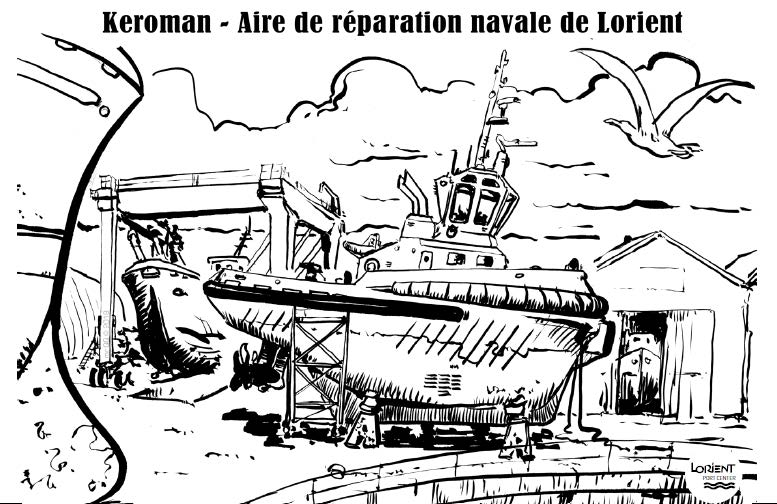 Keroman - Aire de réparation navale de Lorient
LORIENT
PORT CENTER